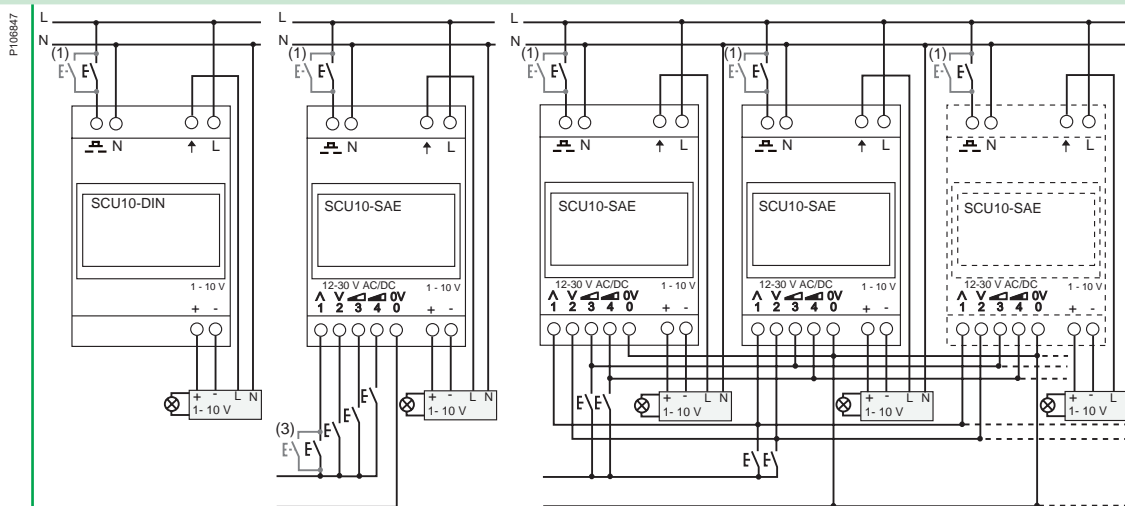 P106847
L L L
N N N
(1) (1) (1) (1) (1)
E E E E E E E E E E
N ↑ L N ↑ L N ↑ L N ↑ L N ↑ L
SCU10-DIN SCU10-SAE SCU10-SAE SCU10-SAE SCU10-SAE
1 - 10 V 12-30 V AC/DC 1 - 10 V 12-30 V AC/DC 1 - 10 V 12-30 V AC/DC 1 - 10 V 12-30 V AC/DC 1 - 10 V
0V 0V 0V 0V
+ - 1 2 3 4 0 + - 1 2 3 4 0 + - 1 2 3 4 0 + - 1 2 3 4 0 + -
+ - L N + - L N + - L N + - L N + - L
1- 10 V 1- 10 V 1- 10 V 1- 10 V 1- 10 V
E E E
(3)
E E E
E E